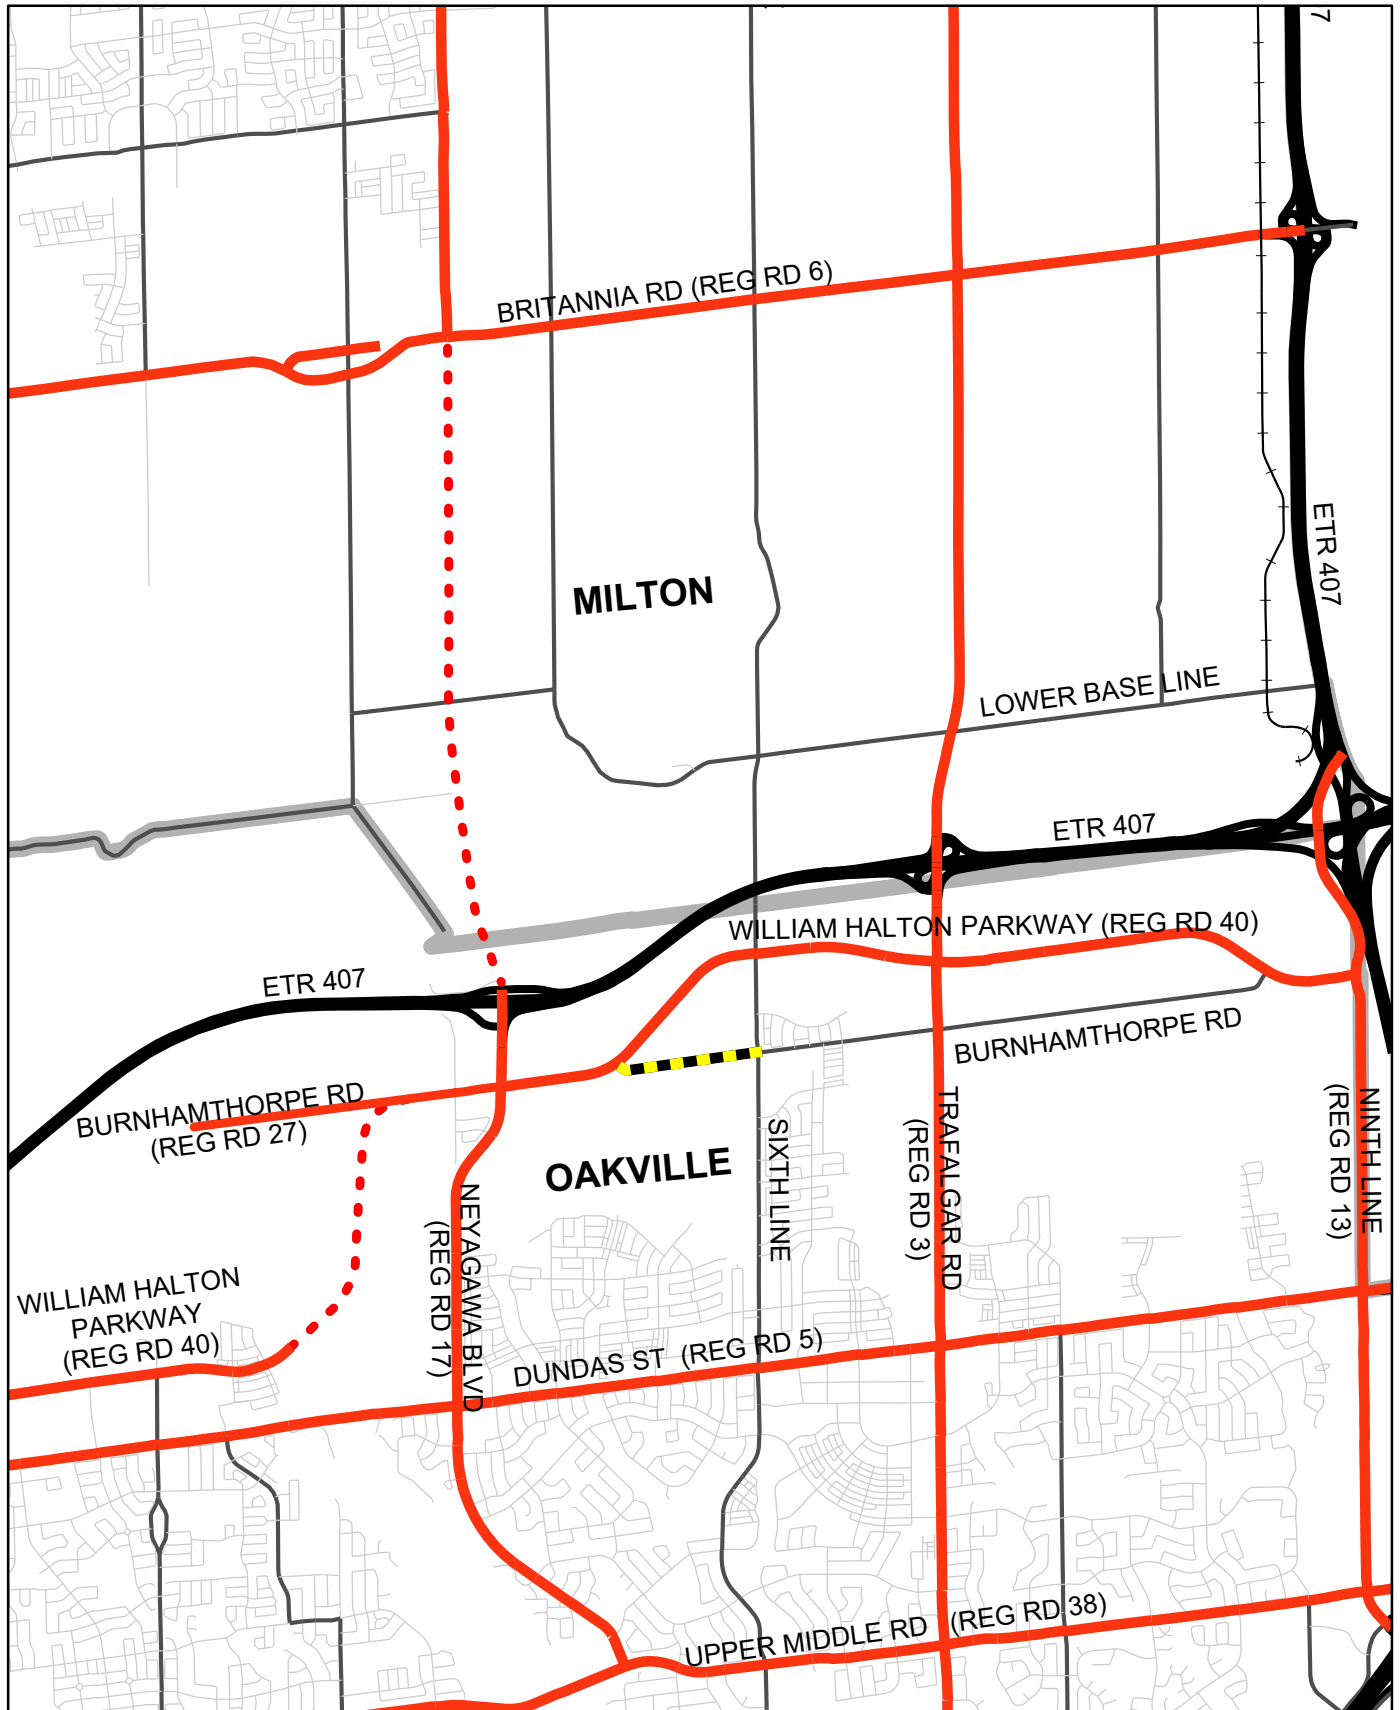 7
BRITANNIA RD (REG RD 6)
ETR 407
MILTON
LOWER BASE LINE
ETR 407
WILLIAM HALTON PARKWAY (REG RD 40)
ETR 407
BURNHAMTHORPE RD
BURNHAMTHORPE RD
(REG RD 27)
OAKVILLE
SIXTH LINE
TRAFALGAR RD
(REG RD 3)
NINTH LINE
(REG RD 13)
NEYAGAWA BLVD
(REG RD 17)
WILLIAM HALTON
PARKWAY
(REG RD 40)
DUNDAS ST (REG RD 5)
UPPER MIDDLE RD (REG RD 38)